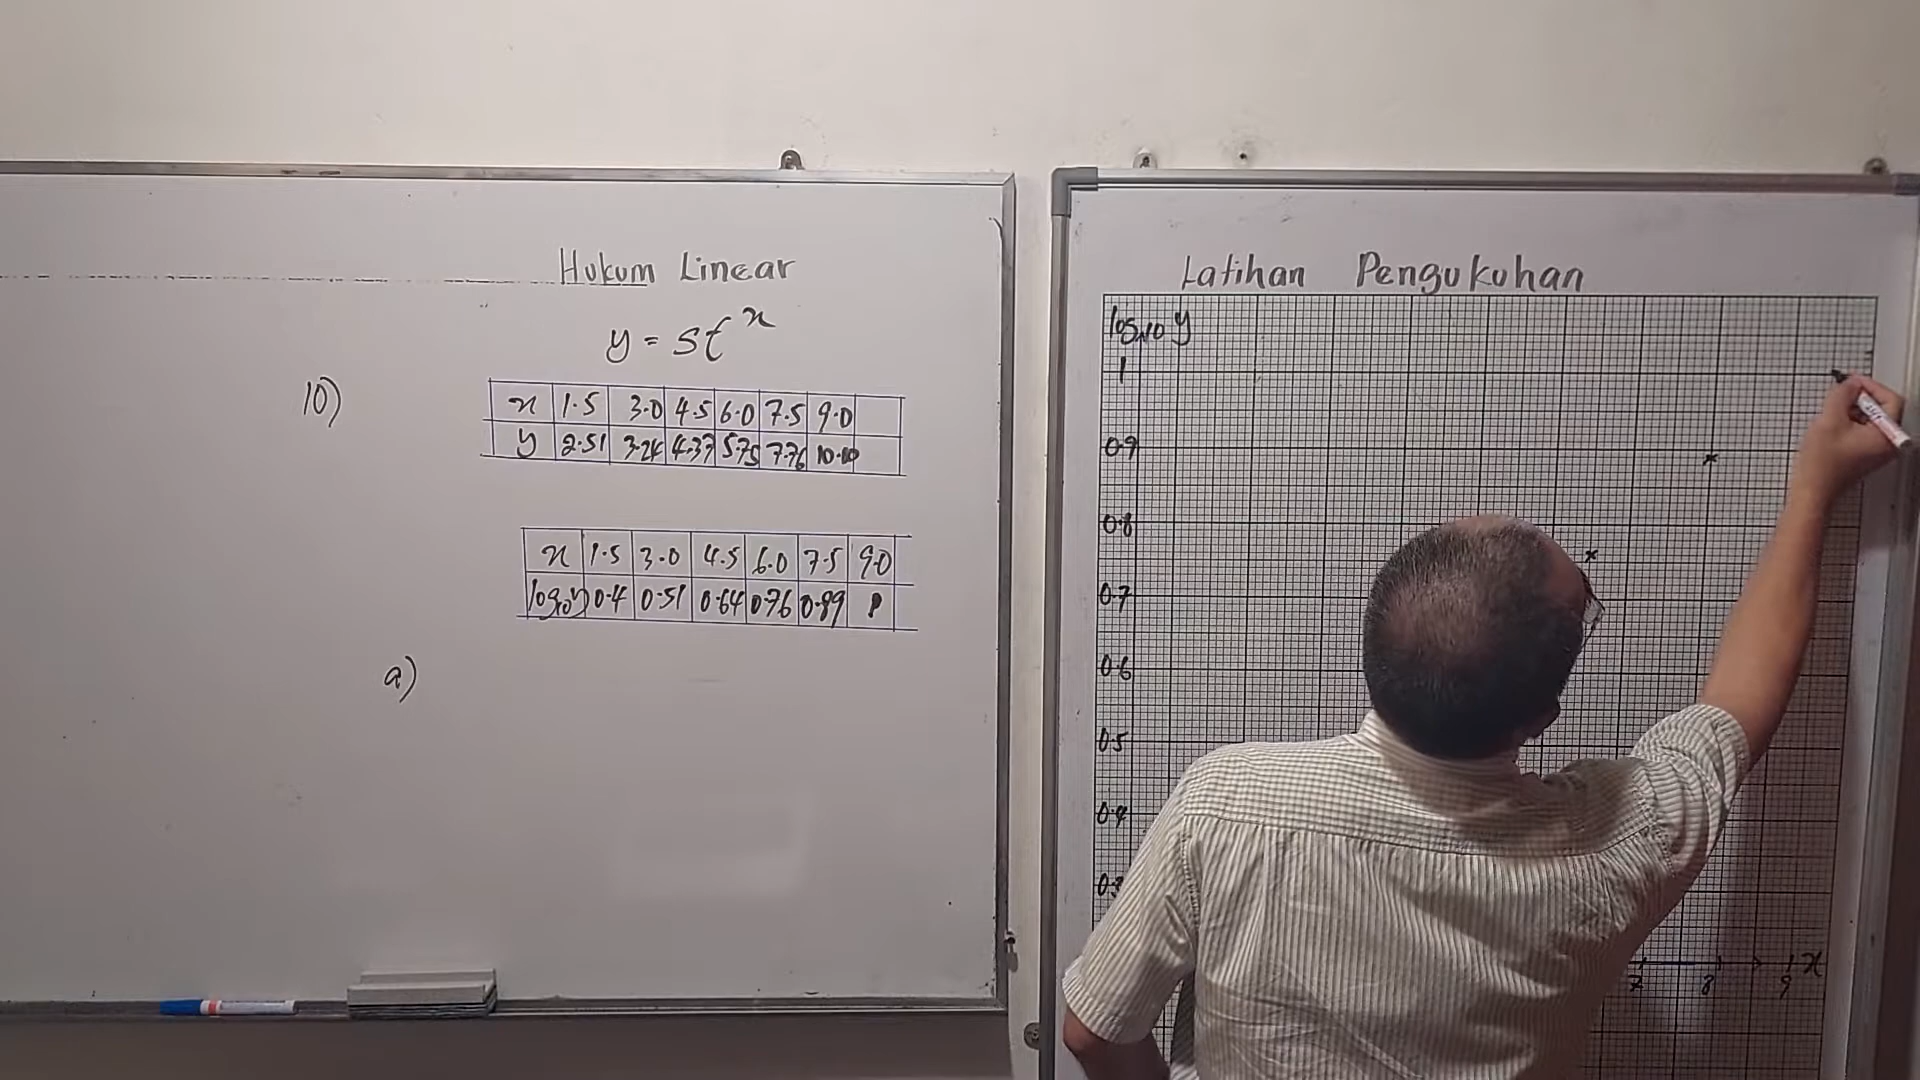 Hukum Linear
y = st^x
10)
x 1.5 3.0 4.5 6.0 7.5 9.0
y 2.51 3.24 4.37 5.75 7.76 10.10
x 1.5 3.0 4.5 6.0 7.5 9.0
log₁₀y 0.4 0.51 0.64 0.76 0.89 1
a)
Latihan Pengukuhan
log₁₀ y
1
0.9
0.8
0.7
0.6
0.5
0.4
0.3
7 8 9 x